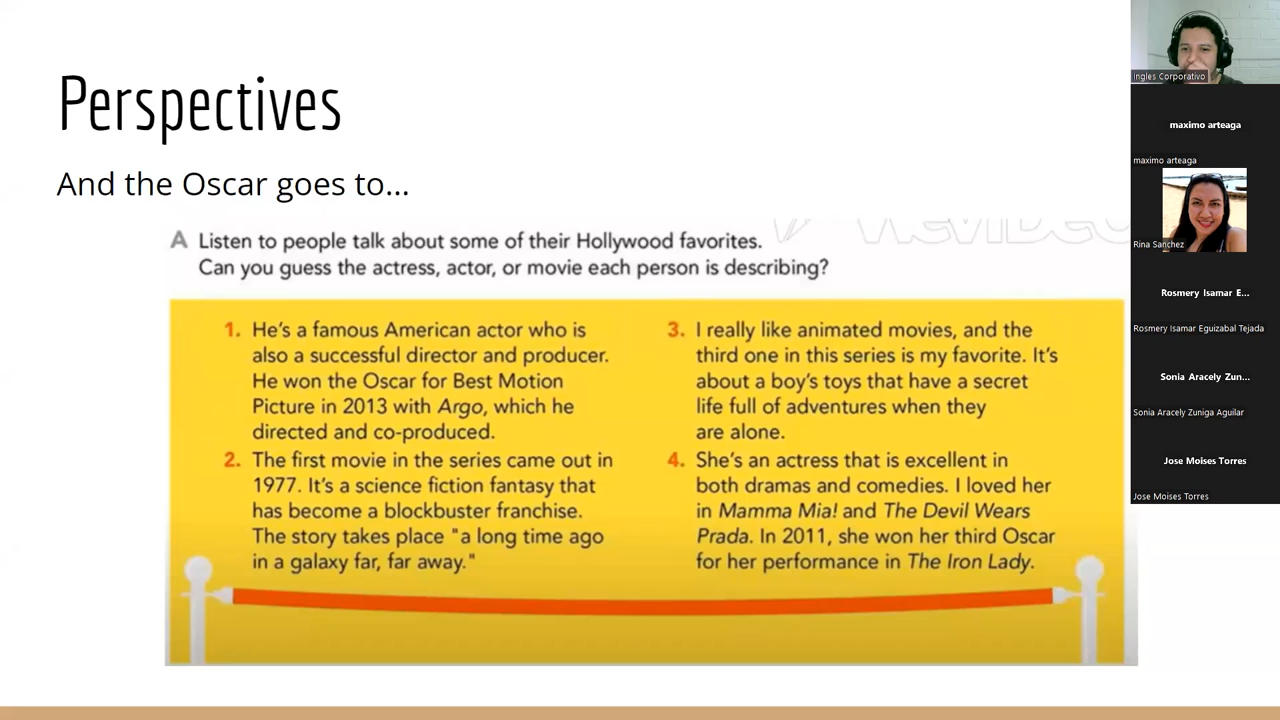 Perspectives
And the Oscar goes to...
A Listen to people talk about some of their Hollywood favorites.
Can you guess the actress, actor, or movie each person is describing?
1. He's a famous American actor who is
also a successful director and producer.
He won the Oscar for Best Motion
Picture in 2013 with Argo, which he
directed and co-produced.
2. The first movie in the series came out in
1977. It's a science fiction fantasy that
has become a blockbuster franchise.
The story takes place "a long time ago
in a galaxy far, far away."
3. I really like animated movies, and the
third one in this series is my favorite. It's
about a boy's toys that have a secret
life full of adventures when they
are alone.
4. She's an actress that is excellent in
both dramas and comedies. I loved her
in Mamma Mia! and The Devil Wears
Prada. In 2011, she won her third Oscar
for her performance in The Iron Lady.
Ingles Corporativo
maximo arteaga
maximo arteaga
Rina Sanchez
Rosmery Isamar E...
Rosmery Isamar Eguizabal Tejada
Sonia Aracely Zun...
Sonia Aracely Zuniga Aguilar
Jose Moises Torres
Jose Moises Torres